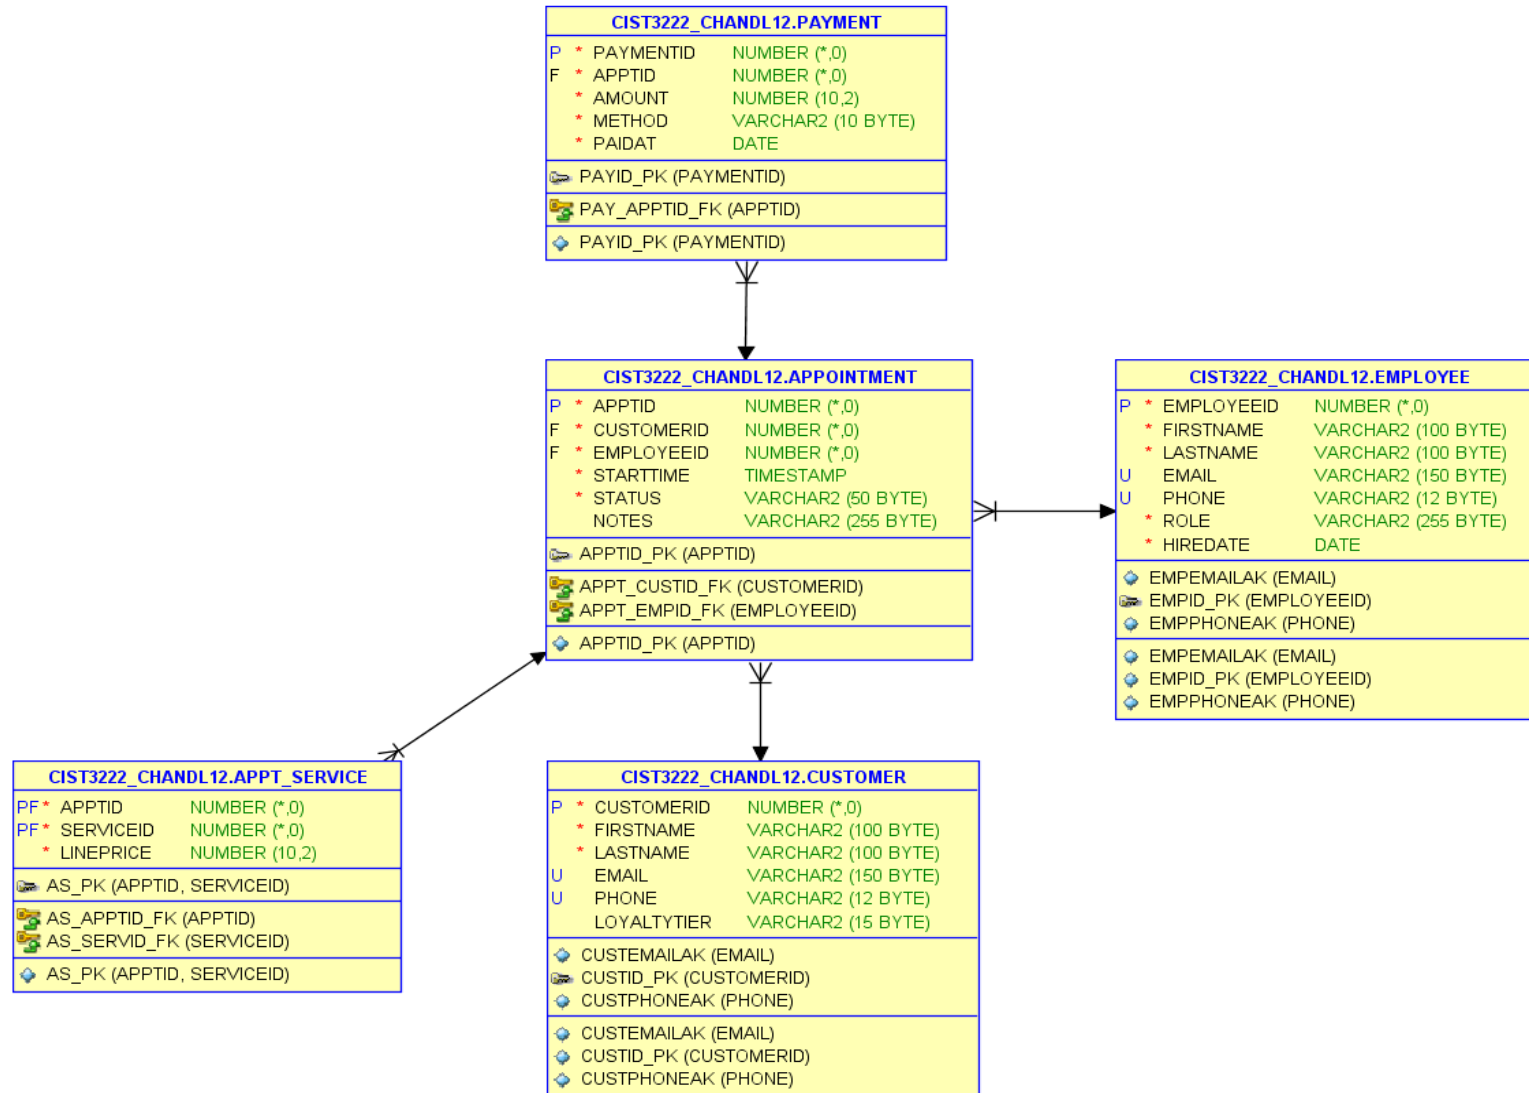 CIST3222_CHANDL12.PAYMENT
P * PAYMENTID NUMBER (*,0)
F * APPTID NUMBER (*,0)
* AMOUNT NUMBER (10,2)
* METHOD VARCHAR2 (10 BYTE)
* PAIDAT DATE
PAYID_PK (PAYMENTID)
PAY_APPTID_FK (APPTID)
PAYID_PK (PAYMENTID)
CIST3222_CHANDL12.APPOINTMENT
P * APPTID NUMBER (*,0)
F * CUSTOMERID NUMBER (*,0)
F * EMPLOYEEID NUMBER (*,0)
* STARTTIME TIMESTAMP
* STATUS VARCHAR2 (50 BYTE)
NOTES VARCHAR2 (255 BYTE)
APPTID_PK (APPTID)
APPT_CUSTID_FK (CUSTOMERID)
APPT_EMPID_FK (EMPLOYEEID)
APPTID_PK (APPTID)
CIST3222_CHANDL12.EMPLOYEE
P * EMPLOYEEID NUMBER (*,0)
* FIRSTNAME VARCHAR2 (100 BYTE)
* LASTNAME VARCHAR2 (100 BYTE)
U EMAIL VARCHAR2 (150 BYTE)
U PHONE VARCHAR2 (12 BYTE)
* ROLE VARCHAR2 (255 BYTE)
* HIREDATE DATE
EMPEMAILAK (EMAIL)
EMPID_PK (EMPLOYEEID)
EMPPHONEAK (PHONE)
EMPEMAILAK (EMAIL)
EMPID_PK (EMPLOYEEID)
EMPPHONEAK (PHONE)
CIST3222_CHANDL12.APPT_SERVICE
PF * APPTID NUMBER (*,0)
PF * SERVICEID NUMBER (*,0)
* LINEPRICE NUMBER (10,2)
AS_PK (APPTID, SERVICEID)
AS_APPTID_FK (APPTID)
AS_SERVID_FK (SERVICEID)
AS_PK (APPTID, SERVICEID)
CIST3222_CHANDL12.CUSTOMER
P * CUSTOMERID NUMBER (*,0)
* FIRSTNAME VARCHAR2 (100 BYTE)
* LASTNAME VARCHAR2 (100 BYTE)
U EMAIL VARCHAR2 (150 BYTE)
U PHONE VARCHAR2 (12 BYTE)
LOYALTYTIER VARCHAR2 (15 BYTE)
CUSTEMAILAK (EMAIL)
CUSTID_PK (CUSTOMERID)
CUSTPHONEAK (PHONE)
CUSTEMAILAK (EMAIL)
CUSTID_PK (CUSTOMERID)
CUSTPHONEAK (PHONE)